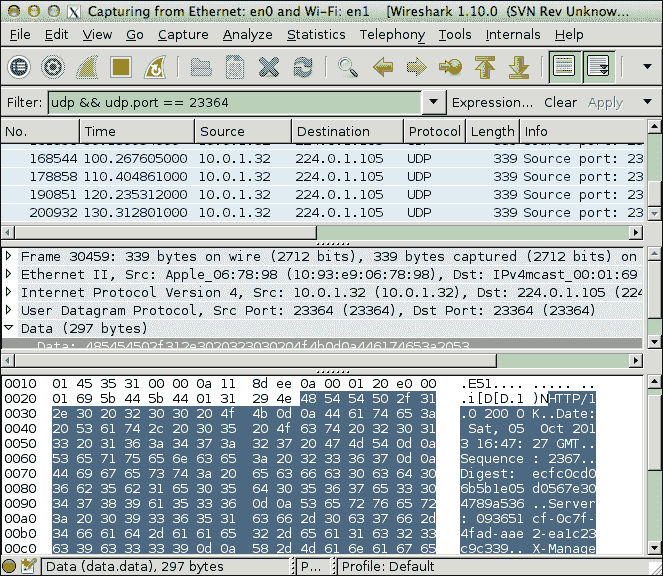 Capturing from Ethernet: en0 and Wi-Fi: en1 [Wireshark 1.10.0 (SVN Rev Unknow...
File Edit View Go Capture Analyze Statistics Telephony Tools Internals Help
Filter: udp && udp.port == 23364 Expression... Clear Apply
No. Time Source Destination Protocol Length Info
168544 100.267605000 10.0.1.32 224.0.1.105 UDP 339 Source port: 23
178858 110.404861000 10.0.1.32 224.0.1.105 UDP 339 Source port: 23
190851 120.235312000 10.0.1.32 224.0.1.105 UDP 339 Source port: 23
200932 130.312801000 10.0.1.32 224.0.1.105 UDP 339 Source port: 23
Frame 30459: 339 bytes on wire (2712 bits), 339 bytes captured (2712 bits) on
Ethernet II, Src: Apple_06:78:98 (10:93:e9:06:78:98), Dst: IPv4mcast_00:01:69
Internet Protocol Version 4, Src: 10.0.1.32 (10.0.1.32), Dst: 224.0.1.105 (224
User Datagram Protocol, Src Port: 23364 (23364), Dst Port: 23364 (23364)
Data (297 bytes)
Data: 485454502f312e3020323030204f4b0d0a446174653a2053
0010 01 45 35 31 00 00 0a 11 8d ee 0a 00 01 20 e0 00 .E51.... ..... ..
0020 01 69 5b 44 5b 44 01 31 29 4e 48 54 54 50 2f 31 .i[D[D.1 )NHTTP/1
0030 2e 30 20 32 30 30 20 4f 4b 0d 0a 44 61 74 65 3a .0 200 O K..Date:
0040 20 53 61 74 2c 20 30 35 20 4f 63 74 20 32 30 31 Sat, 05 Oct 201
0050 33 20 31 36 3a 34 37 3a 32 37 20 47 4d 54 0d 0a 3 16:47: 27 GMT..
0060 53 65 71 75 65 6e 63 65 3a 20 32 33 36 37 0d 0a Sequence : 2367..
0070 44 69 67 65 73 74 3a 20 65 63 66 63 30 63 64 30 Digest: ecfc0cd0
0080 36 62 35 62 31 65 30 35 64 30 35 36 37 65 33 30 6b5b1e05 d0567e30
0090 34 37 38 39 61 35 33 36 0d 0a 53 65 72 76 65 72 4789a536 ..Server
00a0 3a 20 30 39 33 36 35 31 63 66 2d 30 63 37 66 2d : 093651 cf-0c7f-
00b0 34 66 61 64 2d 61 61 65 32 2d 65 61 31 63 32 33 4fad-aae 2-ea1c23
00c0 63 39 63 33 33 39 0d 0a 58 2d 4d 61 6e 61 67 65 c9c339.. X-Manage
Data (data.data), 297 bytes P... Profile: Default